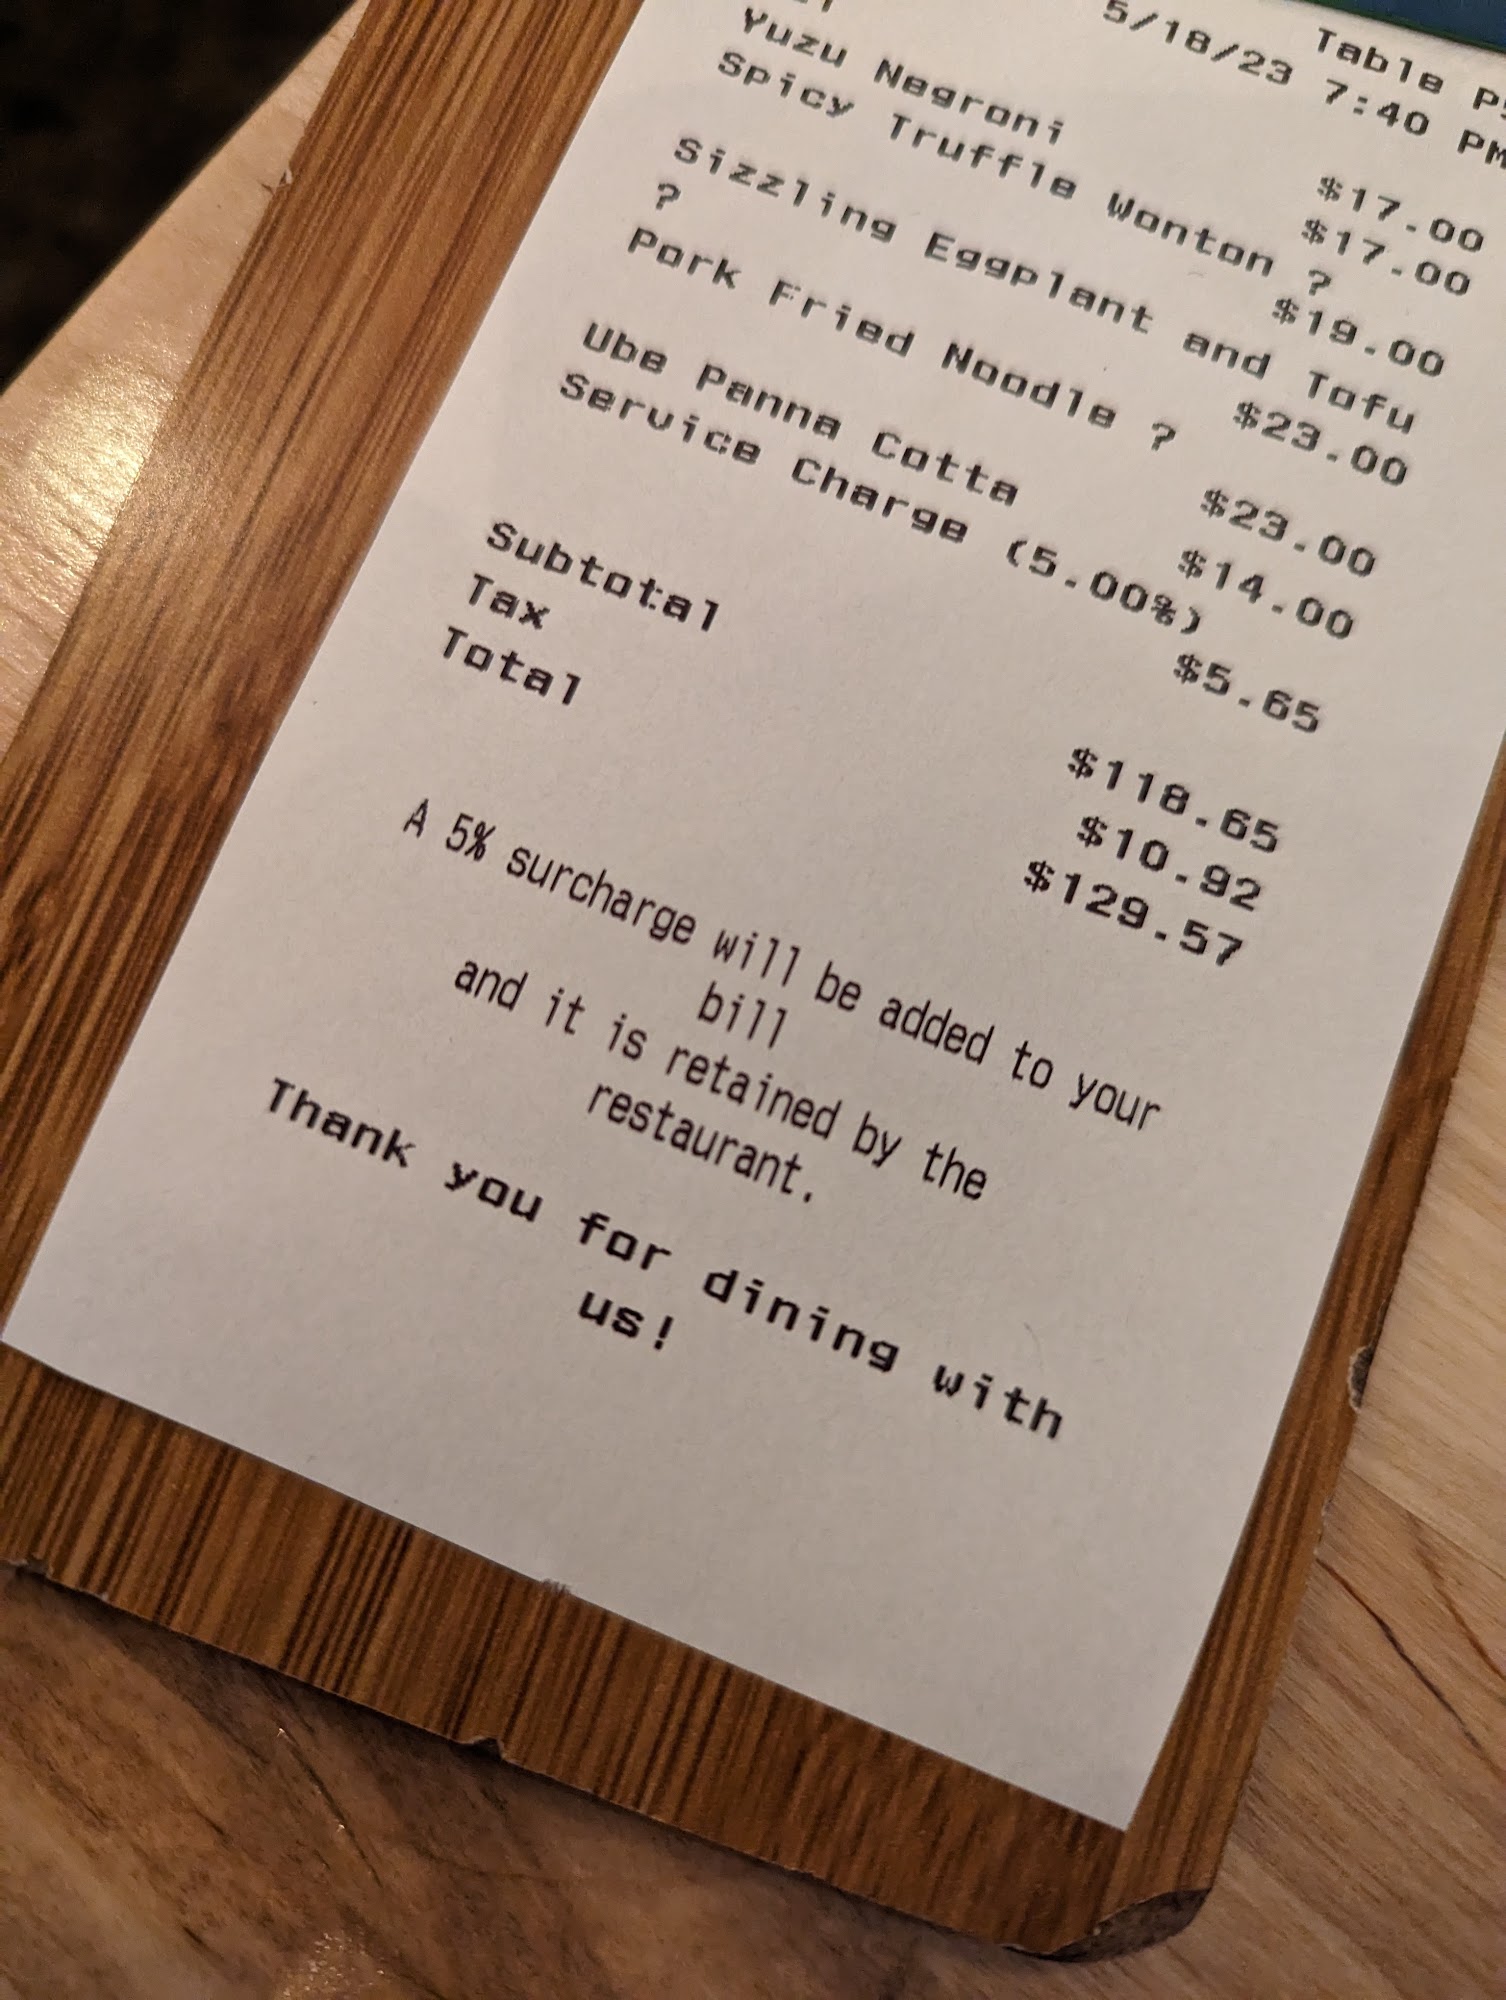 Table
5/18/23 7:40 PM
$17.00
Yuzu Negroni $17.00
Spicy Truffle Wonton ?
$19.00
Sizzling Eggplant and Tofu
? $23.00
Pork Fried Noodle ?
$23.00
Ube Panna Cotta $14.00
Service Charge (5.00%)
$5.65
Subtotal $118.65
Tax $10.92
Total $129.57
A 5% surcharge will be added to your
bill
and it is retained by the
restaurant.
Thank you for dining with
us!